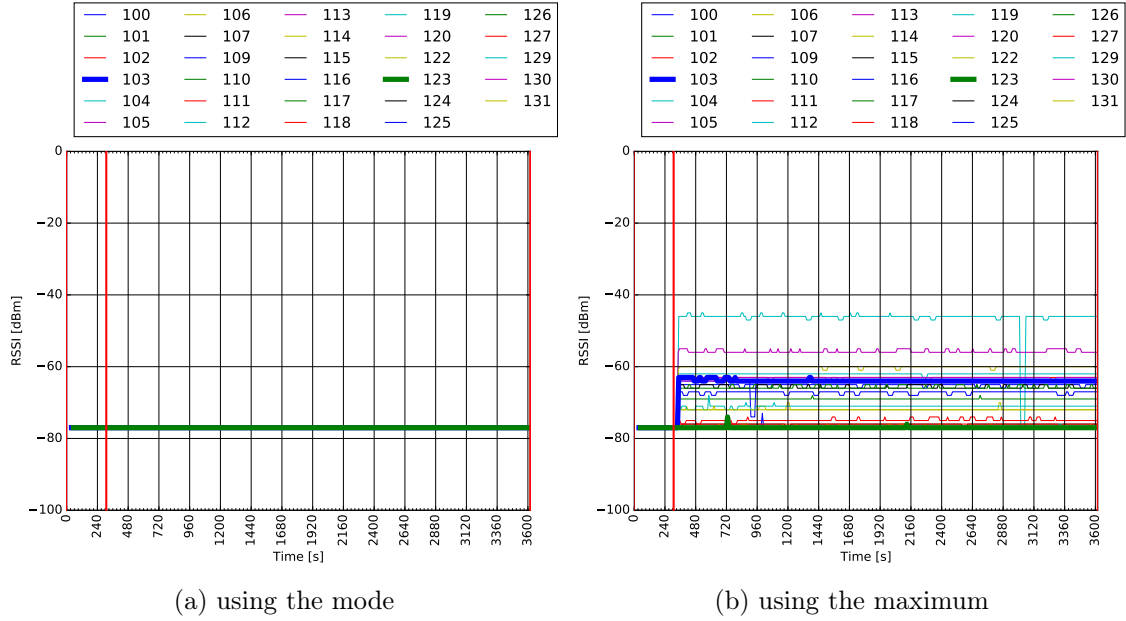 100 106 113 119 126
101 107 114 120 127
102 109 115 122 129
103 110 116 123 130
104 111 117 124 131
105 112 118 125
100 106 113 119 126
101 107 114 120 127
102 109 115 122 129
103 110 116 123 130
104 111 117 124 131
105 112 118 125
0
−20
−40
−60
−80
−100
RSSI [dBm]
0 240 480 720 960 1200 1440 1680 1920 2160 2400 2640 2880 3120 3360 3600
Time [s]
0
−20
−40
−60
−80
−100
RSSI [dBm]
0 240 480 720 960 1200 1440 1680 1920 2160 2400 2640 2880 3120 3360 3600
Time [s]
(a) using the mode
(b) using the maximum